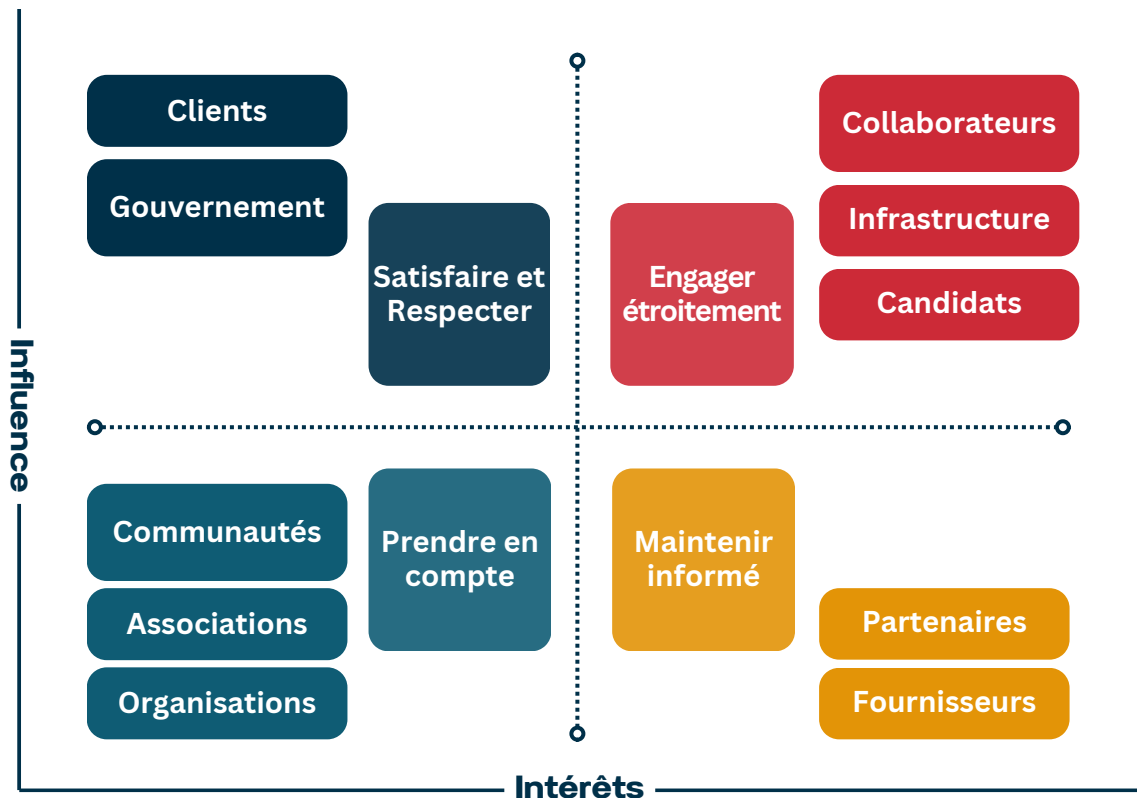 Clients
Gouvernement
Satisfaire et
Respecter
Engager
étroitement
Collaborateurs
Infrastructure
Candidats
Influence
Communautés
Associations
Organisations
Prendre en
compte
Maintenir
informé
Partenaires
Fournisseurs
Intérêts